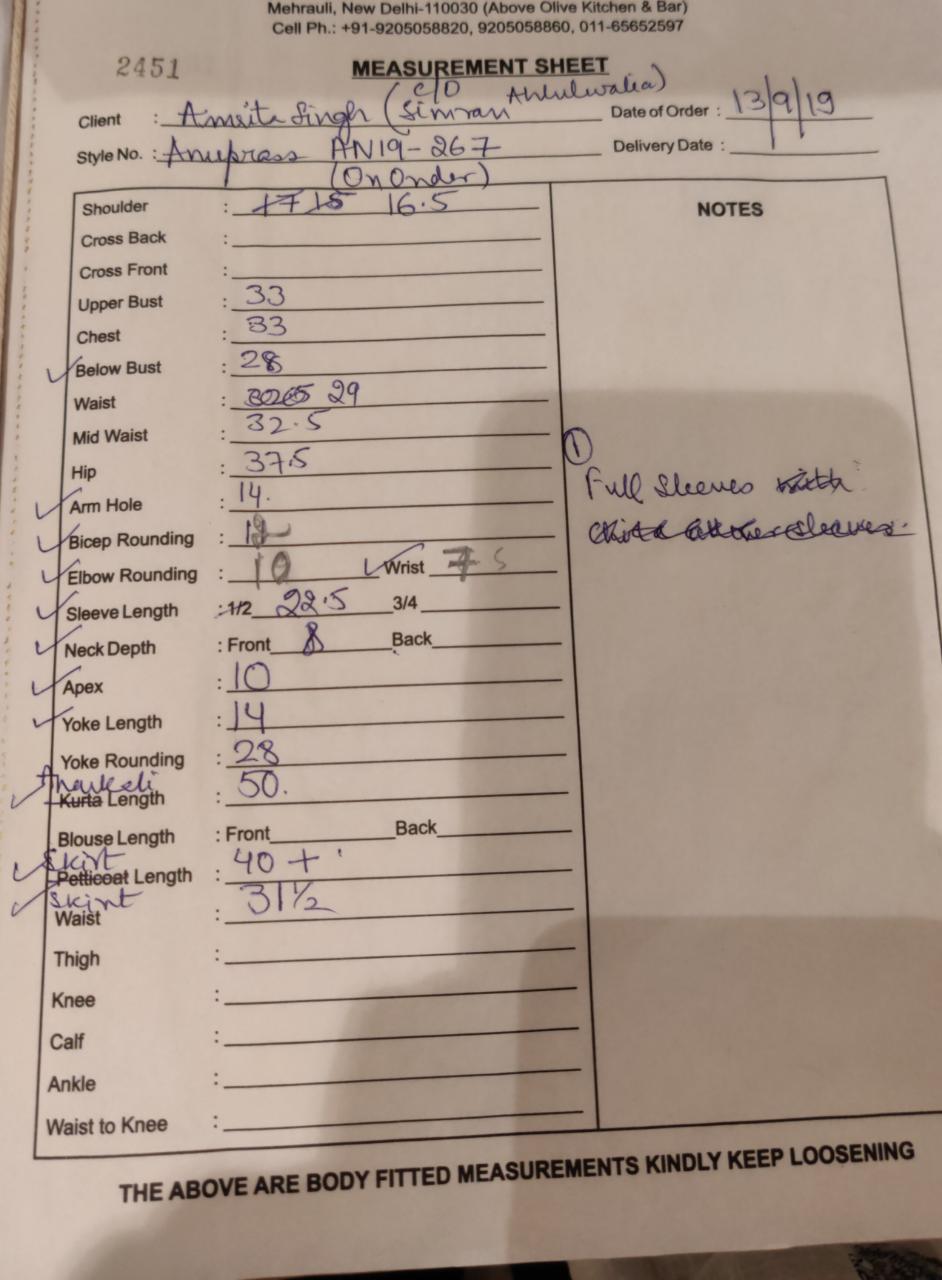 Mehrauli, New Delhi-110030 (Above Olive Kitchen & Bar)
Cell Ph.: +91-9205058820, 9205058860, 011-65652597
2451
MEASUREMENT SHEET
Client : Amrita Singh (C/O Simran Ahluwalia)
Date of Order : 13/9/19
Style No. : Anuprass AN19-267
(On Order)
Delivery Date :
Shoulder : 17 15 16.5
Cross Back :
Cross Front :
Upper Bust : 33
Chest : 33
Below Bust : 28
Waist : 29
Mid Waist : 32.5
Hip : 37.5
Arm Hole : 14.
Bicep Rounding : 12
Elbow Rounding : 10 Wrist 7.5
Sleeve Length : 1/2 22.5 3/4
Neck Depth : Front 8 Back
Apex : 10
Yoke Length : 14
Yoke Rounding : 28
Anarkali
Kurta Length : 50.
Blouse Length : Front Back
Skirt
Petticoat Length : 40 +
Skirt
Waist : 31½
Thigh :
Knee :
Calf :
Ankle :
Waist to Knee :
NOTES
1
Full Sleeves with
THE ABOVE ARE BODY FITTED MEASUREMENTS KINDLY KEEP LOOSENING